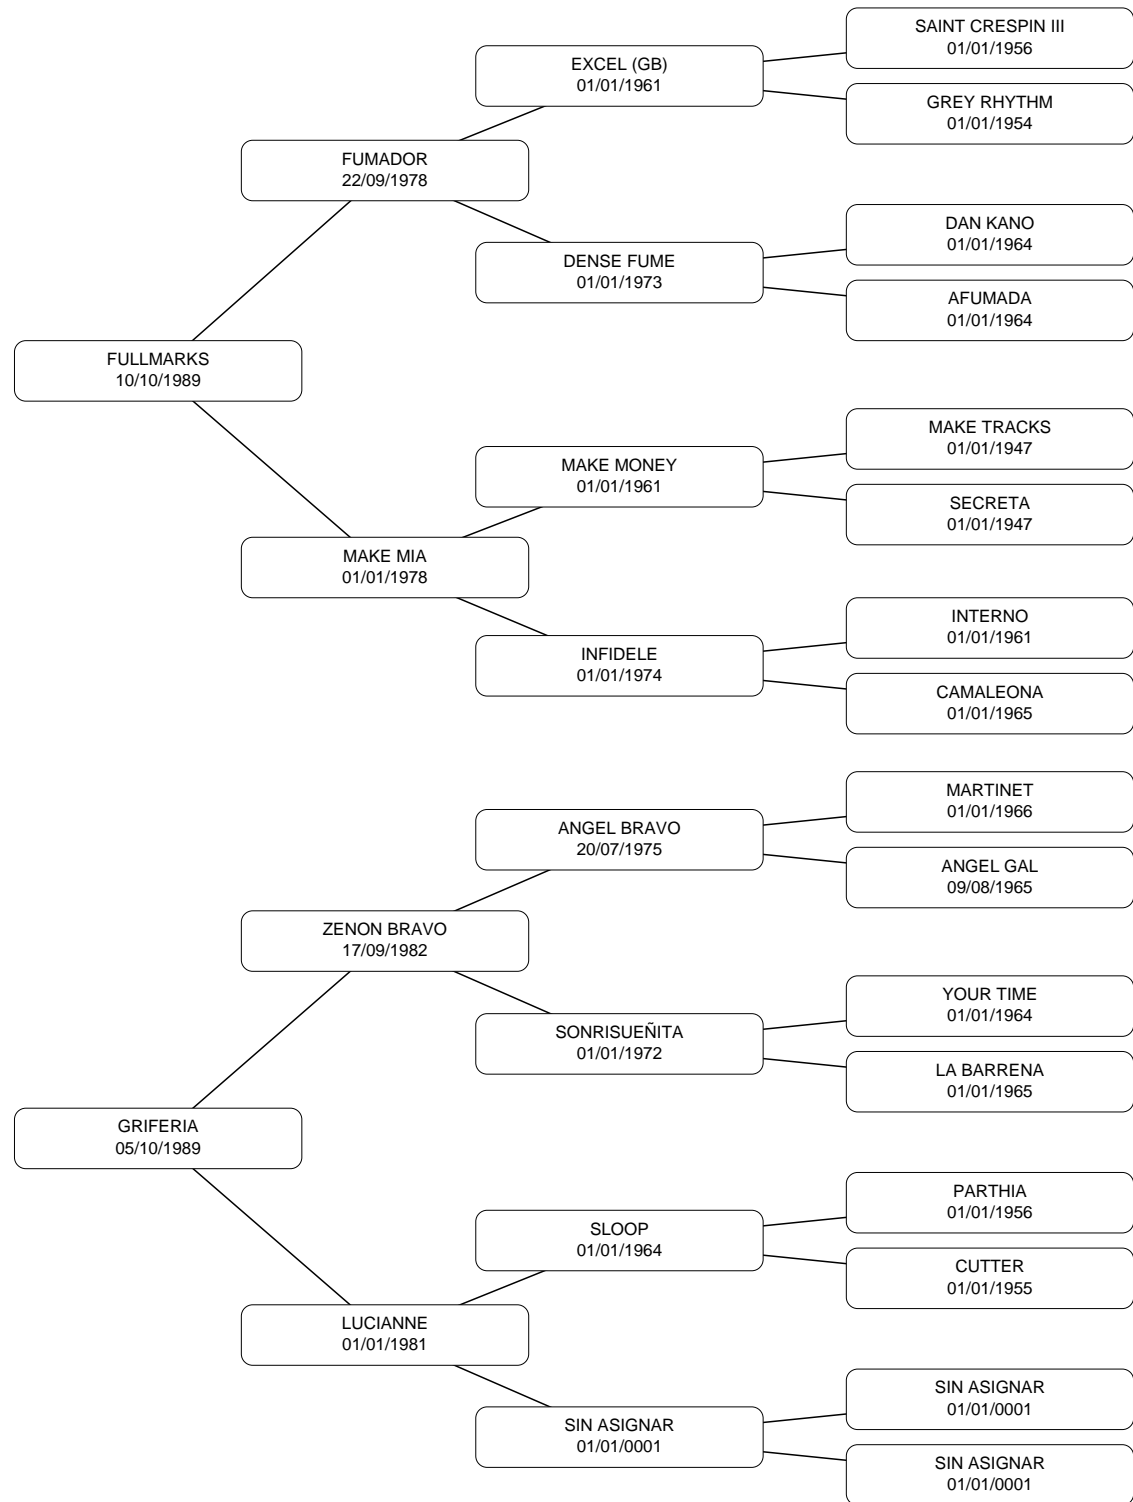 SAINT CRESPIN III
01/01/1956
EXCEL (GB)
01/01/1961
GREY RHYTHM
01/01/1954
FUMADOR
22/09/1978
DAN KANO
01/01/1964
DENSE FUME
01/01/1973
AFUMADA
01/01/1964
FULLMARKS
10/10/1989
MAKE TRACKS
01/01/1947
MAKE MONEY
01/01/1961
SECRETA
01/01/1947
MAKE MIA
01/01/1978
INTERNO
01/01/1961
INFIDELE
01/01/1974
CAMALEONA
01/01/1965
MARTINET
01/01/1966
ANGEL BRAVO
20/07/1975
ANGEL GAL
09/08/1965
ZENON BRAVO
17/09/1982
YOUR TIME
01/01/1964
SONRISUEÑITA
01/01/1972
LA BARRENA
01/01/1965
GRIFERIA
05/10/1989
PARTHIA
01/01/1956
SLOOP
01/01/1964
CUTTER
01/01/1955
LUCIANNE
01/01/1981
SIN ASIGNAR
01/01/0001
SIN ASIGNAR
01/01/0001
SIN ASIGNAR
01/01/0001